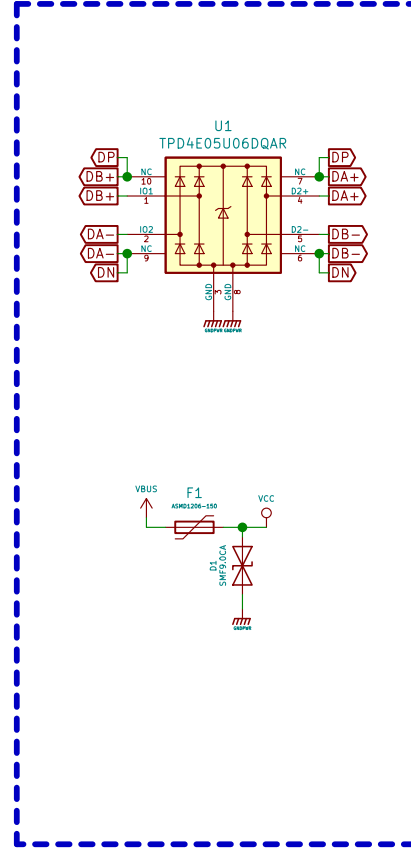 U1
TPD4E05U06DQAR
DP DP
DB+ NC 10 NC 7 DA+
DB+ IO1 1 D2+ 4 DA+
DA- IO2 2 D2- 5 DB-
DA- NC 9 NC 6 DB-
DN DN
GND 3 GND 8
GNDPWR GNDPWR
VBUS F1 VCC
ASMD1206-150
D1
SMF9.0CA
GNDPWR